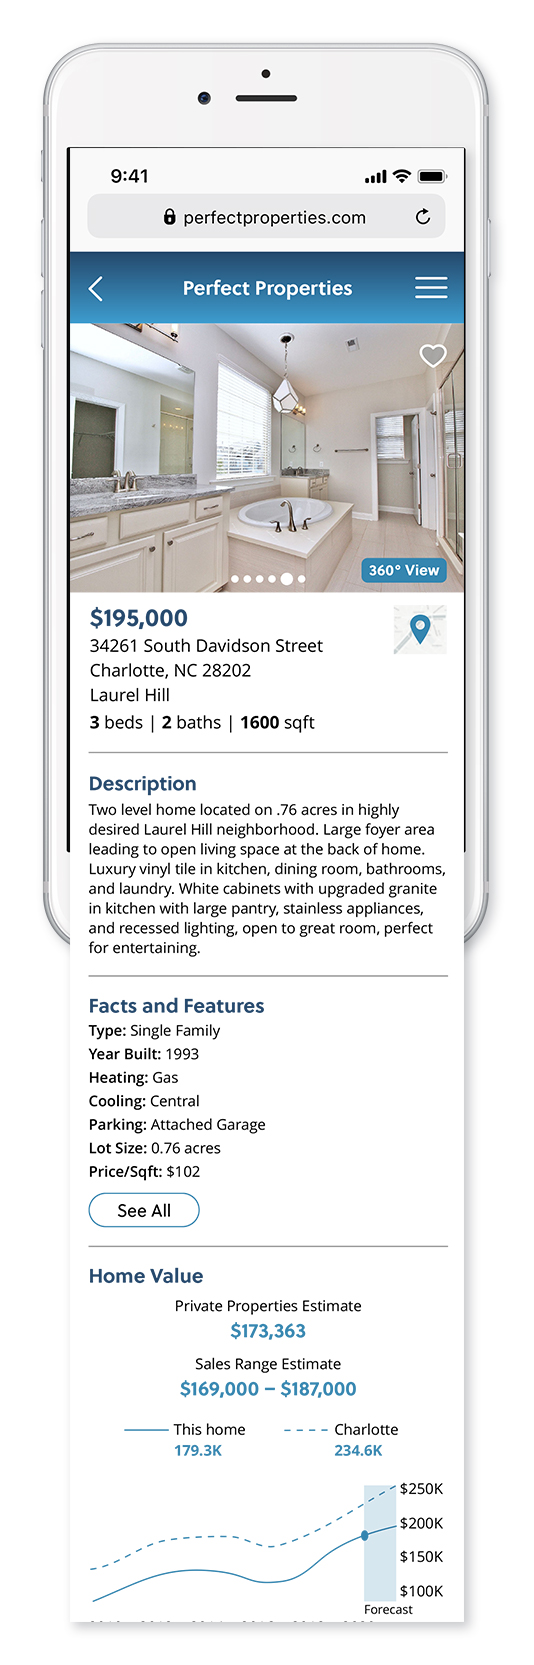 9:41
perfectproperties.com
Perfect Properties
360° View
$195,000
34261 South Davidson Street
Charlotte, NC 28202
Laurel Hill
3 beds | 2 baths | 1600 sqft
Description
Two level home located on .76 acres in highly
desired Laurel Hill neighborhood. Large foyer area
leading to open living space at the back of home.
Luxury vinyl tile in kitchen, dining room, bathrooms,
and laundry. White cabinets with upgraded granite
in kitchen with large pantry, stainless appliances,
and recessed lighting, open to great room, perfect
for entertaining.
Facts and Features
Type: Single Family
Year Built: 1993
Heating: Gas
Cooling: Central
Parking: Attached Garage
Lot Size: 0.76 acres
Price/Sqft: $102
See All
Home Value
Private Properties Estimate
$173,363
Sales Range Estimate
$169,000 – $187,000
This home
179.3K
Charlotte
234.6K
$250K
$200K
$150K
$100K
Forecast